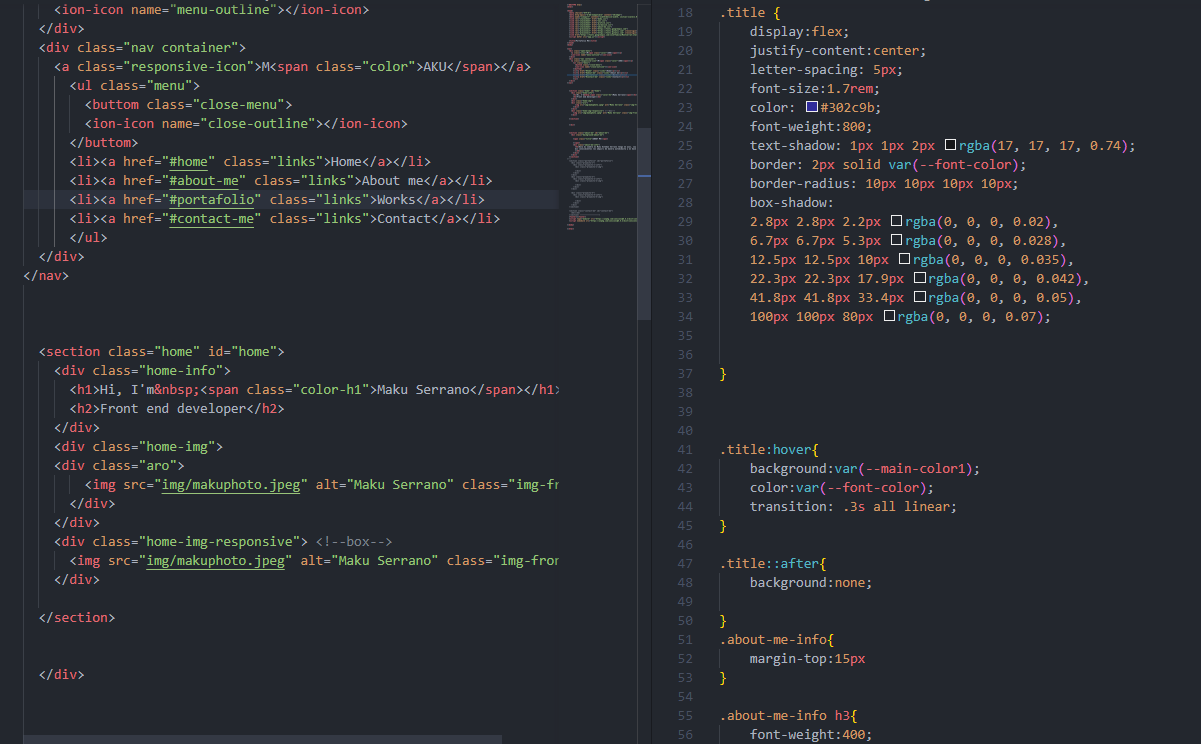 <ion-icon name="menu-outline"></ion-icon>
</div>
<div class="nav container">
<a class="responsive-icon">M<span class="color">AKU</span></a>
<ul class="menu">
<buttom class="close-menu">
<ion-icon name="close-outline"></ion-icon>
</buttom>
<li><a href="#home" class="links">Home</a></li>
<li><a href="#about-me" class="links">About me</a></li>
<li><a href="#portafolio" class="links">Works</a></li>
<li><a href="#contact-me" class="links">Contact</a></li>
</ul>
</div>
</nav>
<section class="home" id="home">
<div class="home-info">
<h1>Hi, I'm&nbsp;<span class="color-h1">Maku Serrano</span></h1>
<h2>Front end developer</h2>
</div>
<div class="home-img">
<div class="aro">
<img src="img/makuphoto.jpeg" alt="Maku Serrano" class="img-fr
</div>
</div>
<div class="home-img-responsive"> <!--box-->
<img src="img/makuphoto.jpeg" alt="Maku Serrano" class="img-fron
</div>
</section>
</div>
18 .title {
19 display:flex;
20 justify-content:center;
21 letter-spacing: 5px;
22 font-size:1.7rem;
23 color: #302c9b;
24 font-weight:800;
25 text-shadow: 1px 1px 2px rgba(17, 17, 17, 0.74);
26 border: 2px solid var(--font-color);
27 border-radius: 10px 10px 10px 10px;
28 box-shadow:
29 2.8px 2.8px 2.2px rgba(0, 0, 0, 0.02),
30 6.7px 6.7px 5.3px rgba(0, 0, 0, 0.028),
31 12.5px 12.5px 10px rgba(0, 0, 0, 0.035),
32 22.3px 22.3px 17.9px rgba(0, 0, 0, 0.042),
33 41.8px 41.8px 33.4px rgba(0, 0, 0, 0.05),
34 100px 100px 80px rgba(0, 0, 0, 0.07);
35
36
37 }
38
39
40
41 .title:hover{
42 background:var(--main-color1);
43 color:var(--font-color);
44 transition: .3s all linear;
45 }
46
47 .title::after{
48 background:none;
49
50 }
51 .about-me-info{
52 margin-top:15px
53 }
54
55 .about-me-info h3{
56 font-weight:400;